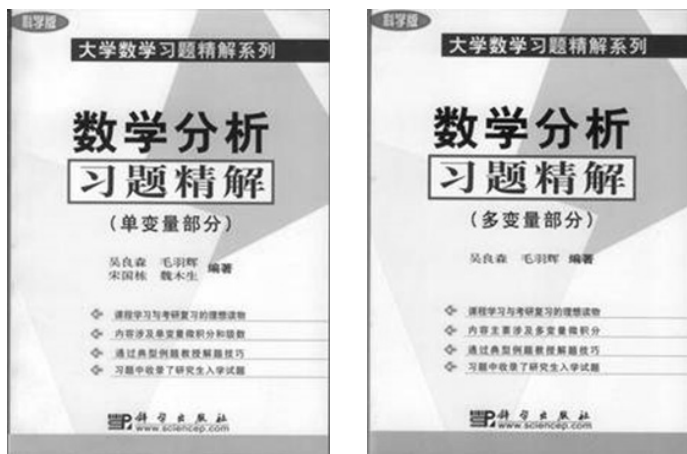 科学版
大学数学习题精解系列
数学分析
习题精解
(单变量部分)
吴良森 毛羽辉
宋国栋 魏木生
编著
课程学习与考研复习的理想读物
内容涉及单变量微积分和级数
通过典型例题教授解题技巧
习题中收录了研究生入学试题
科学出版社
www.sciencep.com
科学版
大学数学习题精解系列
数学分析
习题精解
(多变量部分)
吴良森 毛羽辉 编著
课程学习与考研复习的理想读物
内容主要涉及多变量微积分
通过典型例题教授解题技巧
习题中收录了研究生入学试题
科学出版社
www.sciencep.com